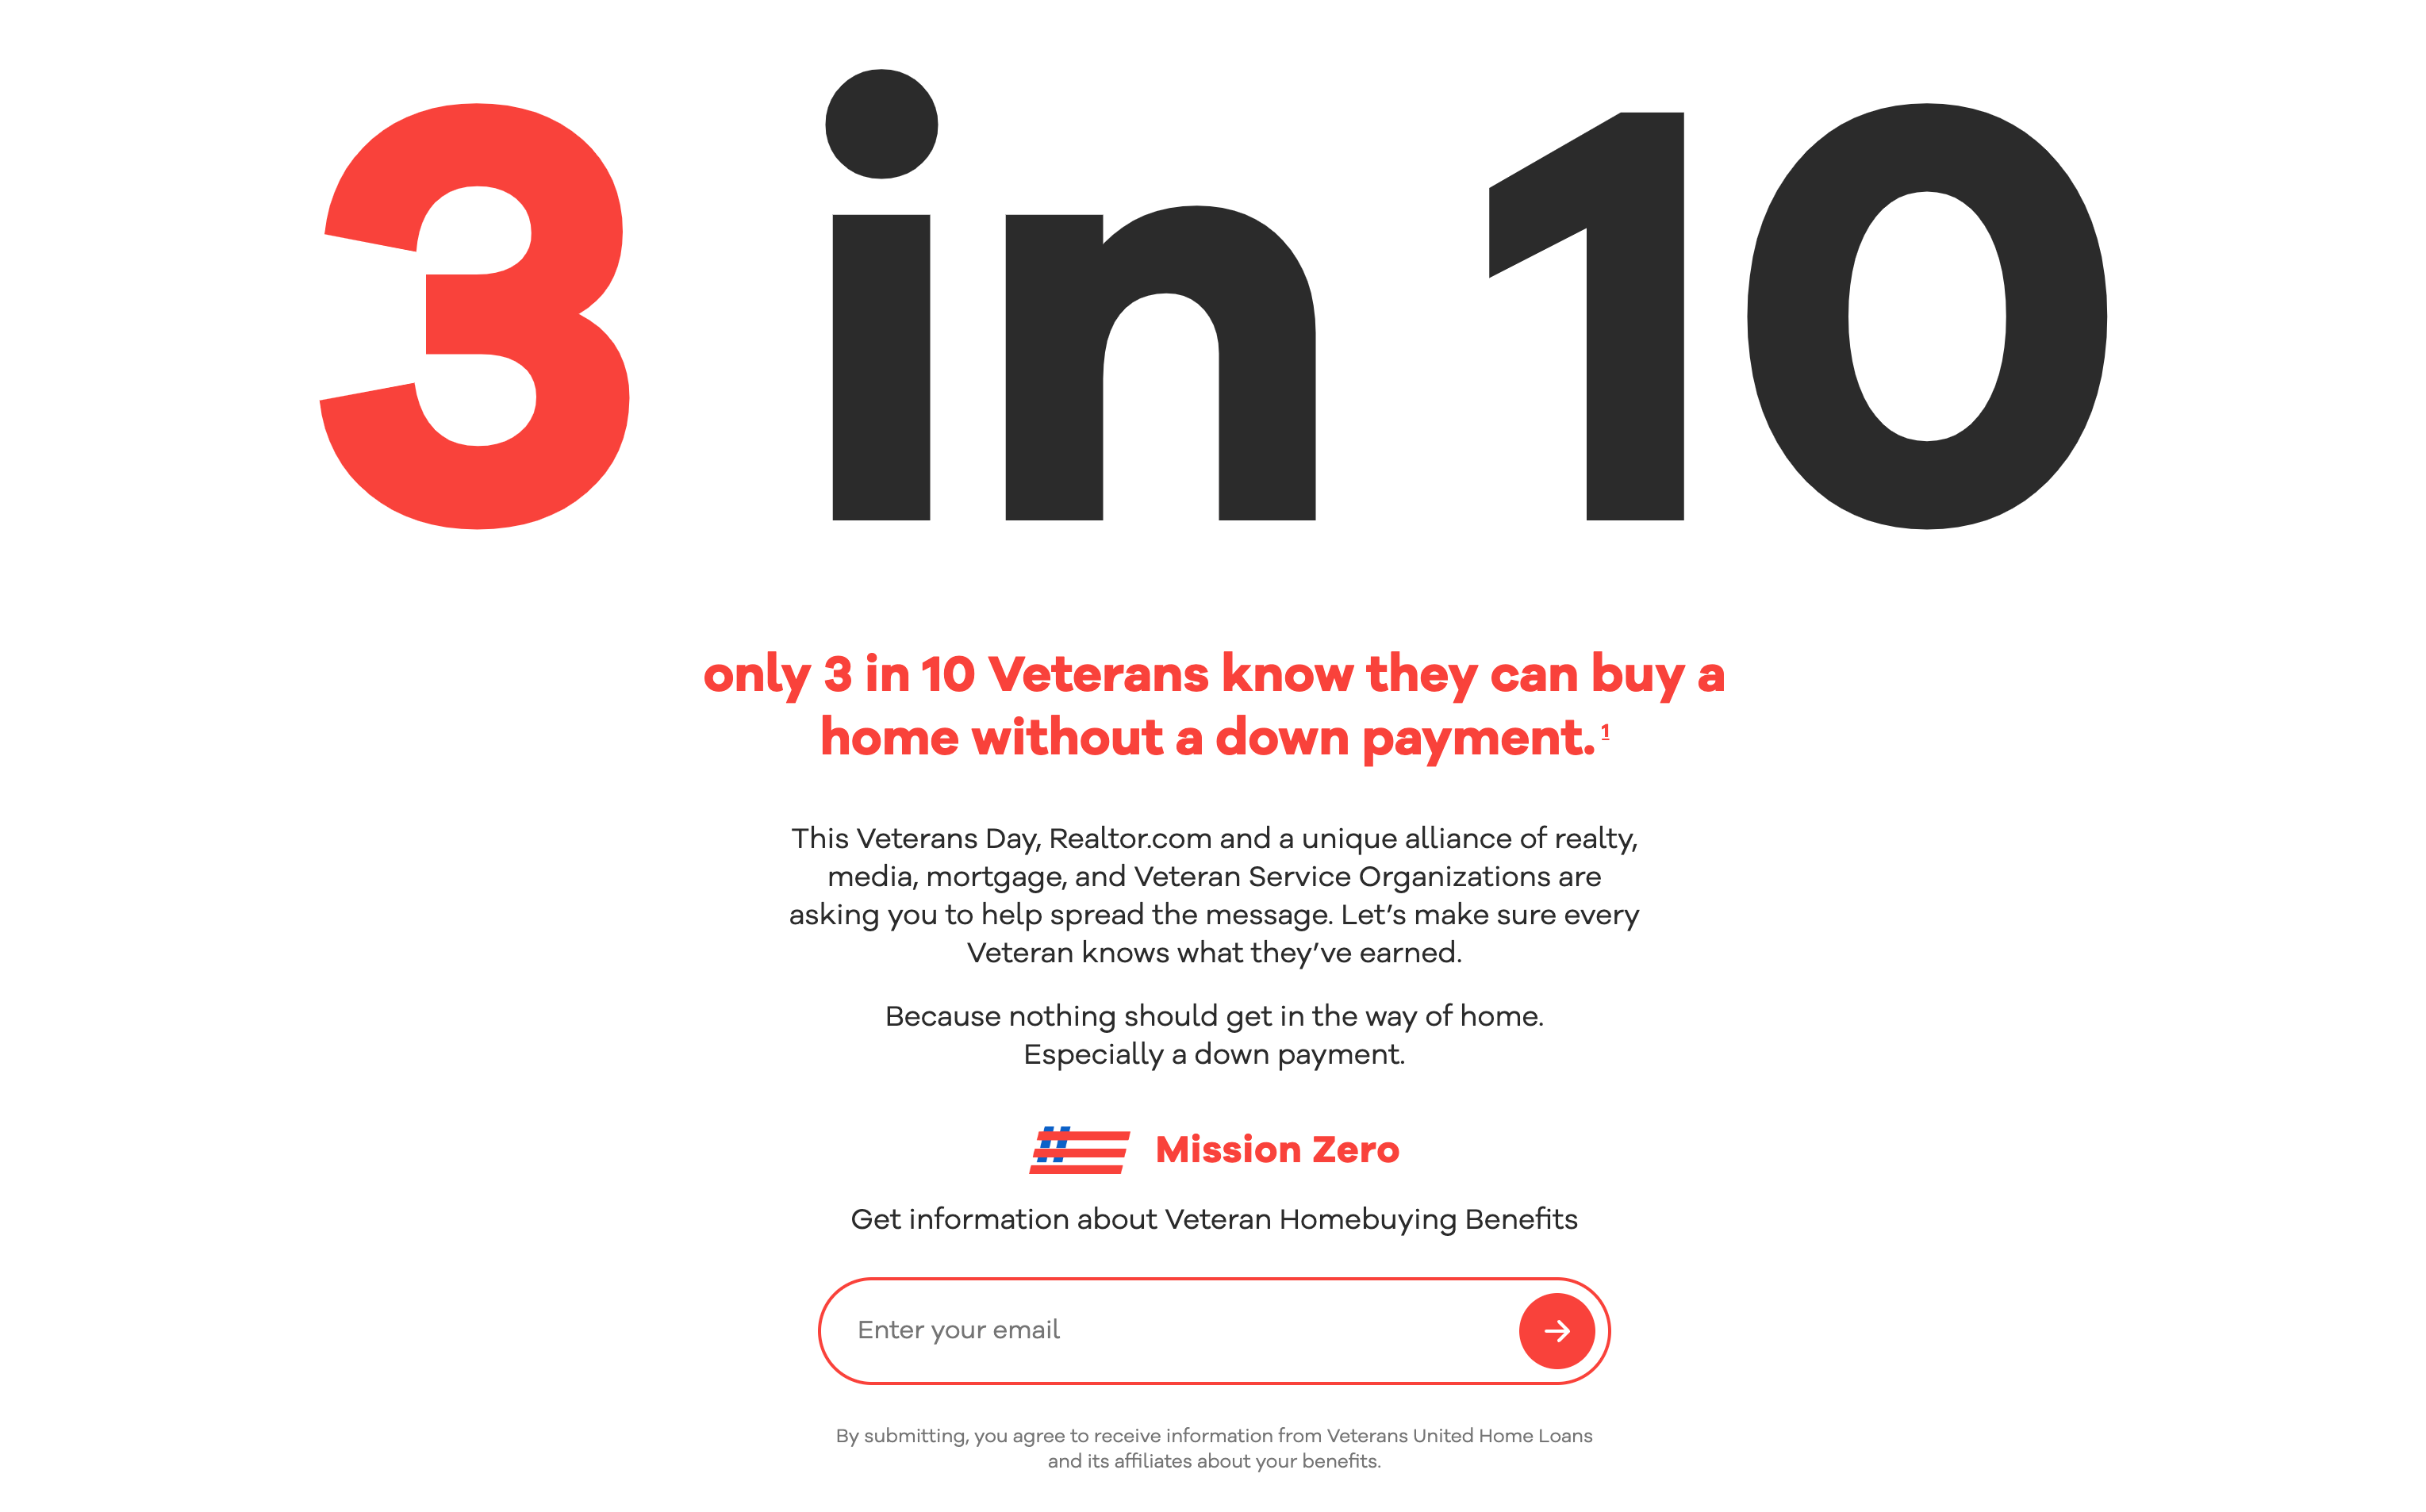 3 in 10
only 3 in 10 Veterans know they can buy a
home without a down payment.1
This Veterans Day, Realtor.com and a unique alliance of realty,
media, mortgage, and Veteran Service Organizations are
asking you to help spread the message. Let’s make sure every
Veteran knows what they’ve earned.
Because nothing should get in the way of home.
Especially a down payment.
Mission Zero
Get information about Veteran Homebuying Benefits
Enter your email
By submitting, you agree to receive information from Veterans United Home Loans
and its affiliates about your benefits.